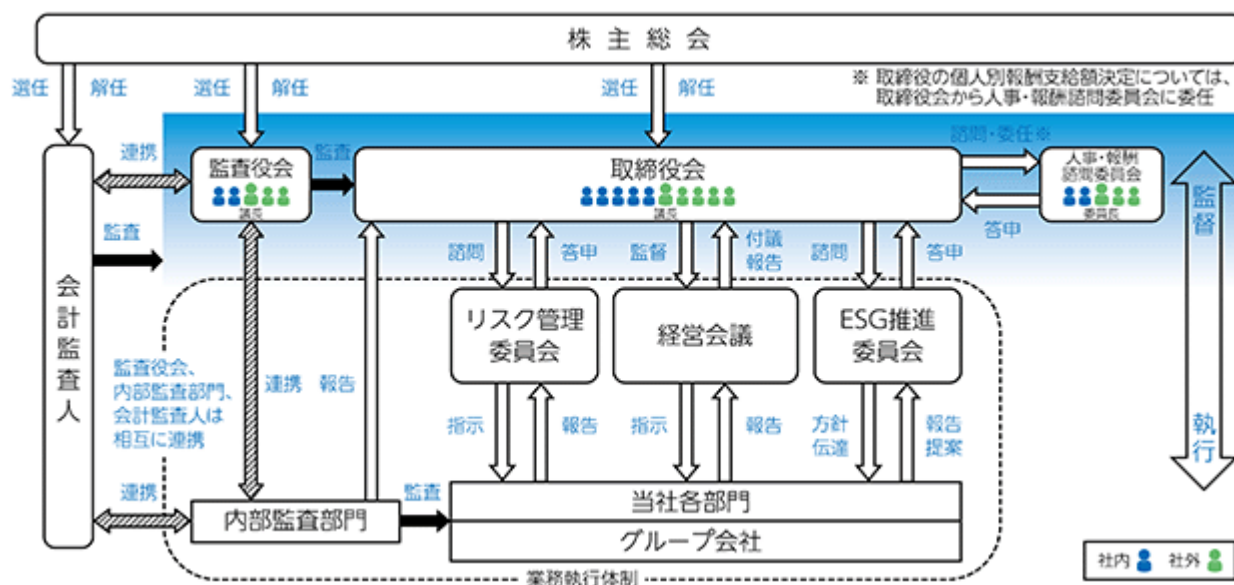 株主総会
選任
解任
選任
解任
選任
解任
※ 取締役の個人別報酬支給額決定については、
取締役会から人事・報酬諮問委員会に委任
会計監査人
連携
監査役会
議長
監査
取締役会
議長
諮問・委任※
人事・報酬
諮問委員会
委員長
答申
監督
執行
監査
諮問
答申
監督
付議
報告
諮問
答申
リスク管理
委員会
経営会議
ESG推進
委員会
監査役会、
内部監査部門、
会計監査人は
相互に連携
連携
報告
指示
報告
指示
報告
方針
伝達
報告
提案
連携
内部監査部門
監査
当社各部門
グループ会社
業務執行体制
社内
社外